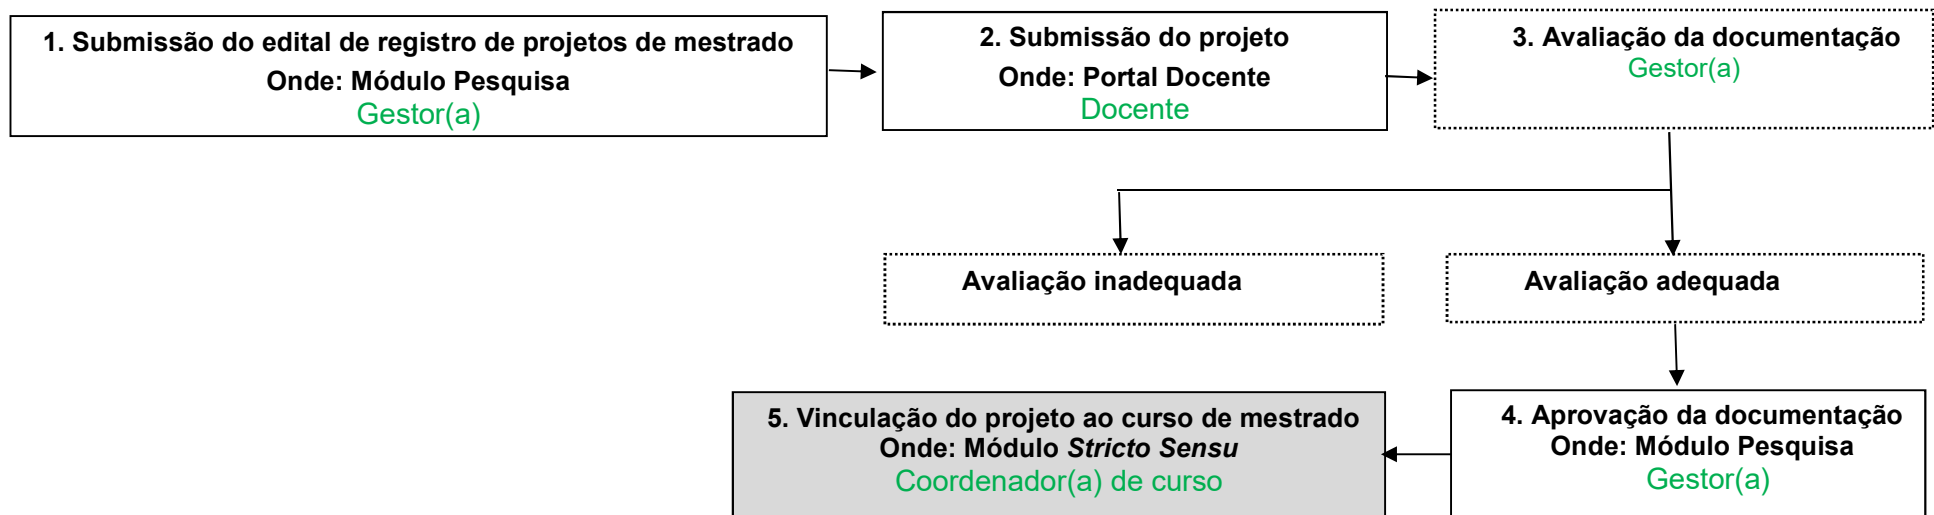 1. Submissão do edital de registro de projetos de mestrado
Onde: Módulo Pesquisa
Gestor(a)
2. Submissão do projeto
Onde: Portal Docente
Docente
3. Avaliação da documentação
Gestor(a)
Avaliação inadequada
Avaliação adequada
5. Vinculação do projeto ao curso de mestrado
Onde: Módulo Stricto Sensu
Coordenador(a) de curso
4. Aprovação da documentação
Onde: Módulo Pesquisa
Gestor(a)